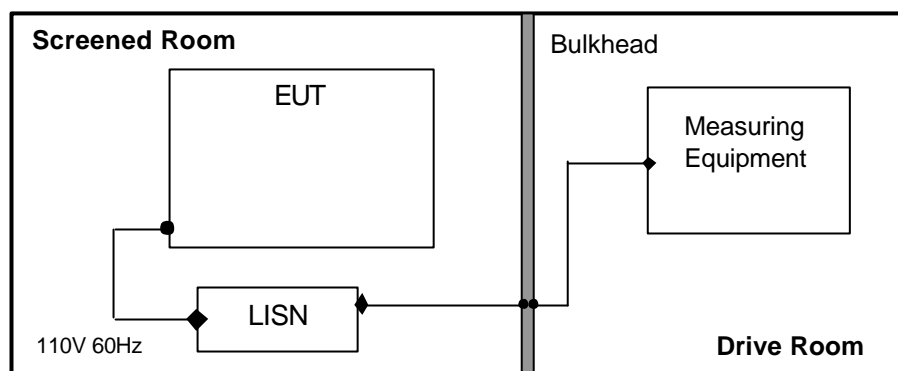 Screened Room
Bulkhead
EUT
Measuring
Equipment
LISN
110V 60Hz
Drive Room